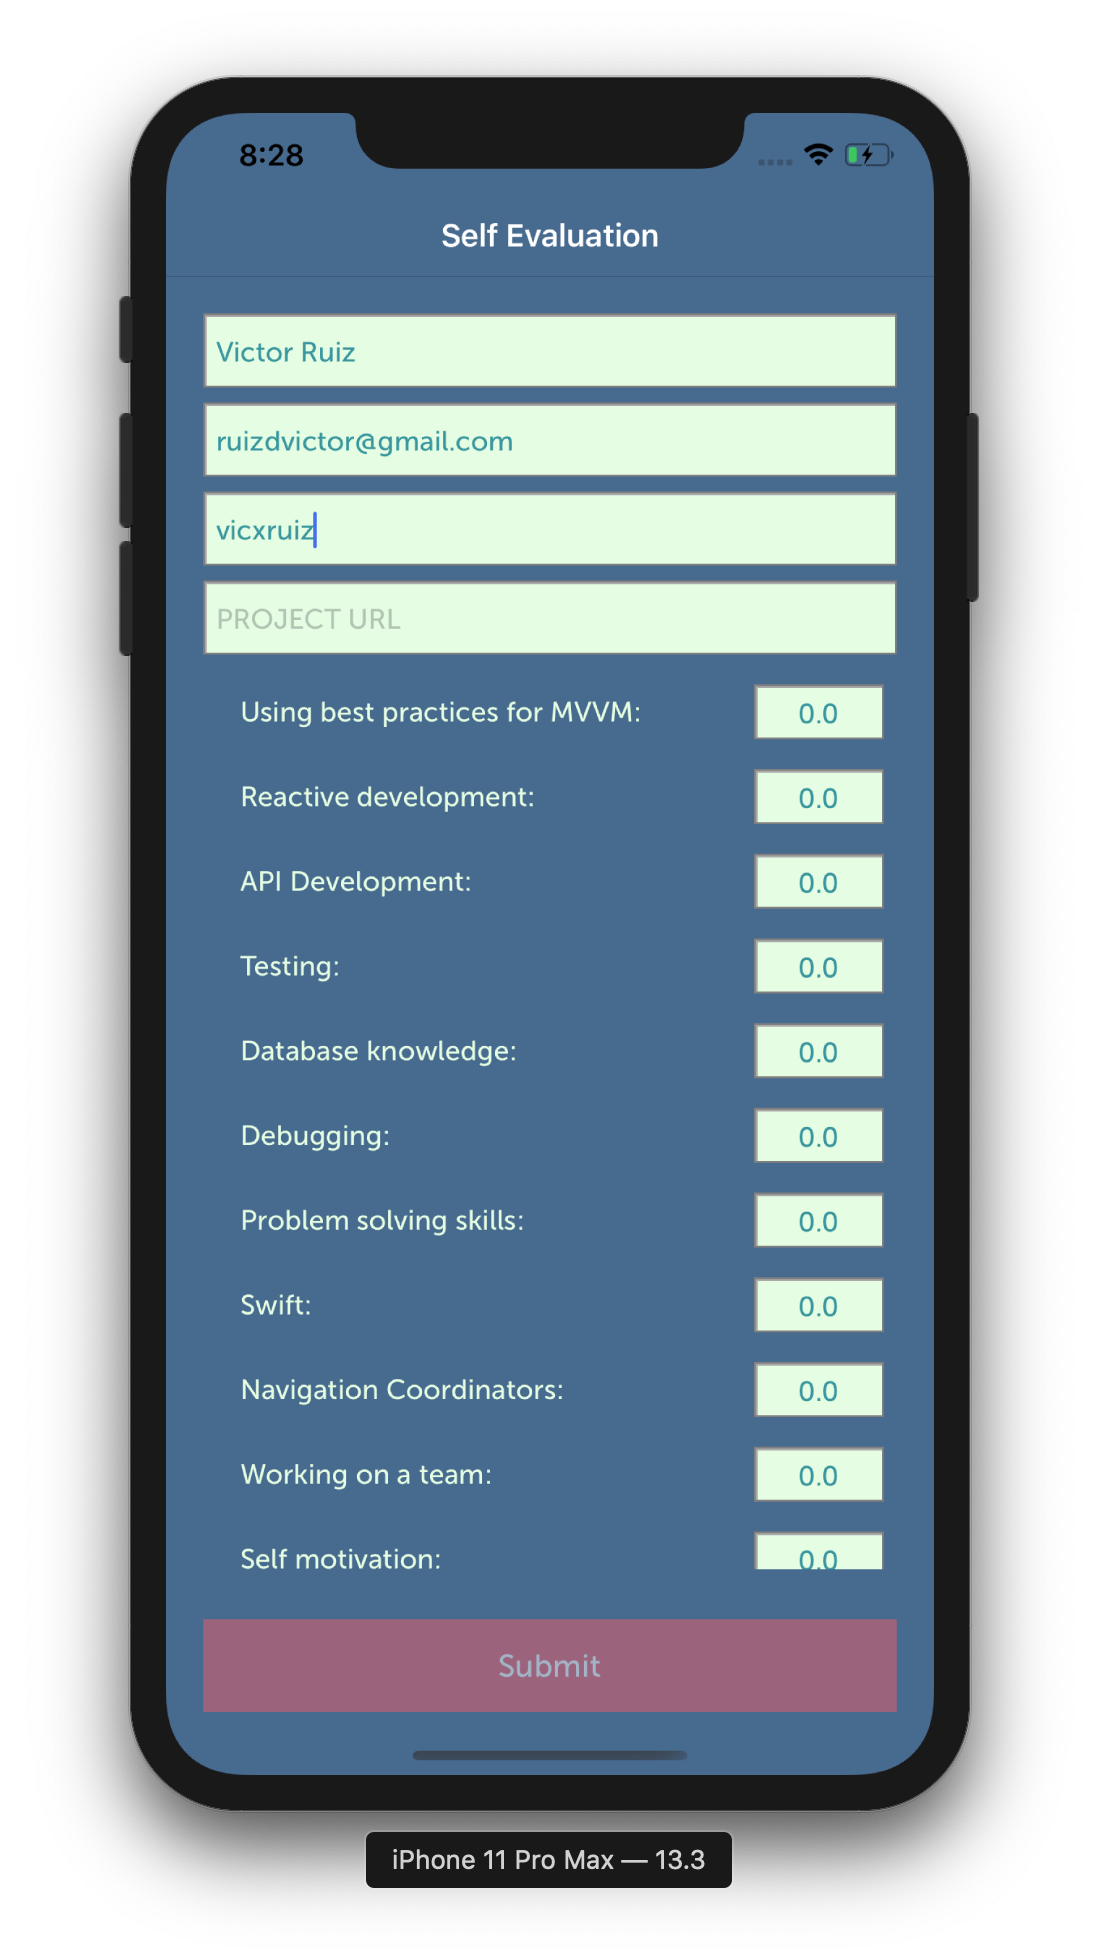 8:28
Self Evaluation
Victor Ruiz
ruizdvictor@gmail.com
vicxruiz
PROJECT URL
Using best practices for MVVM: 0.0
Reactive development: 0.0
API Development: 0.0
Testing: 0.0
Database knowledge: 0.0
Debugging: 0.0
Problem solving skills: 0.0
Swift: 0.0
Navigation Coordinators: 0.0
Working on a team: 0.0
Self motivation: 0.0
Submit
iPhone 11 Pro Max — 13.3